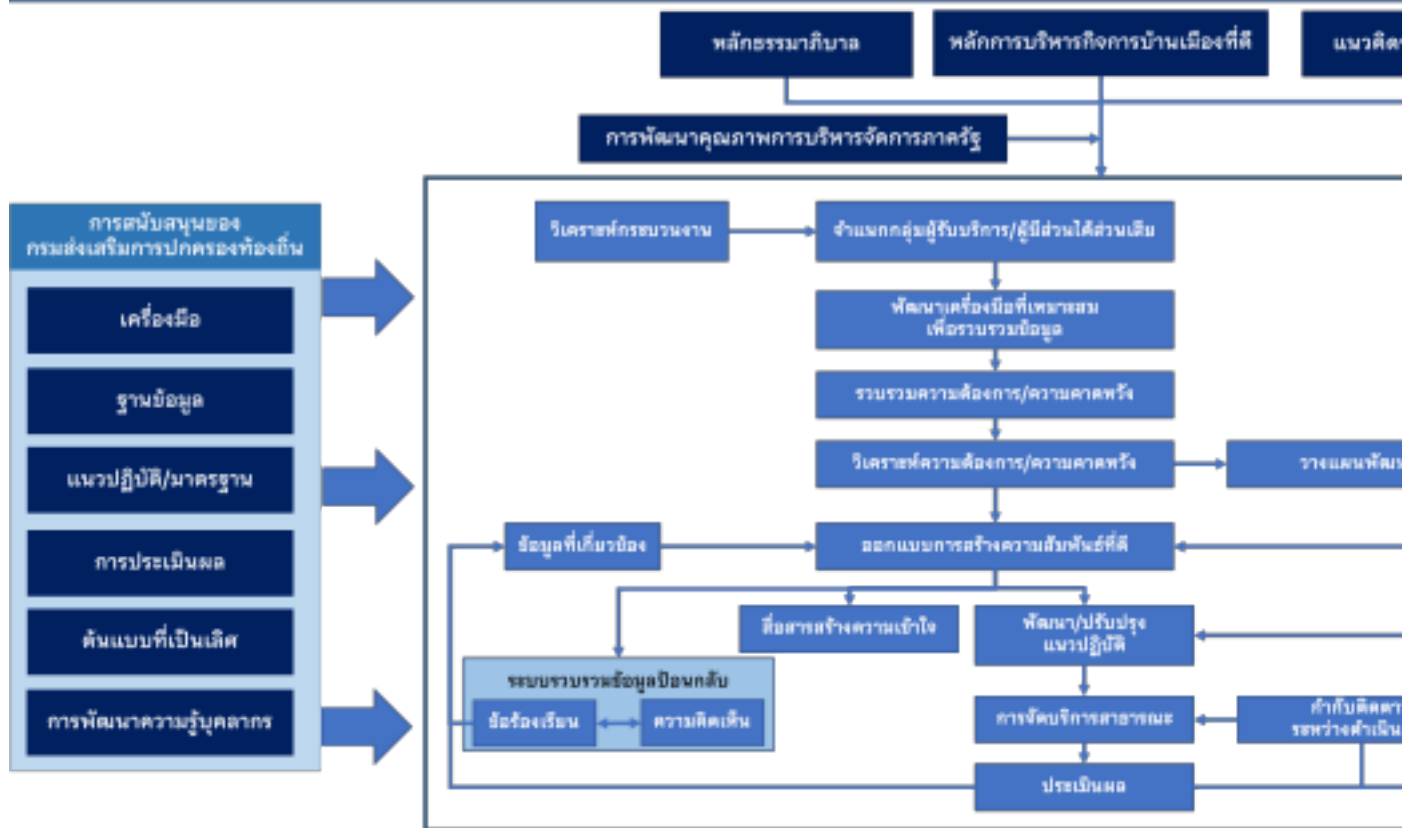 หลักธรรมาภิบาล
หลักการบริหารกิจการบ้านเมืองที่ดี
การพัฒนาคุณภาพการบริหารจัดการภาครัฐ
การสนับสนุนของ
กรมส่งเสริมการปกครองท้องถิ่น
เครื่องมือ
ฐานข้อมูล
แนวปฏิบัติ/มาตรฐาน
การประเมินผล
ต้นแบบที่เป็นเลิศ
การพัฒนาความรู้บุคลากร
วิเคราะห์กระบวนงาน
จำแนกกลุ่มผู้รับบริการ/ผู้มีส่วนได้ส่วนเสีย
พัฒนาเครื่องมือที่เหมาะสม
เพื่อรวบรวมข้อมูล
รวบรวมความต้องการ/ความคาดหวัง
วิเคราะห์ความต้องการ/ความคาดหวัง
ข้อมูลที่เกี่ยวข้อง
ออกแบบการสร้างความสัมพันธ์ที่ดี
สื่อสารสร้างความเข้าใจ
พัฒนา/ปรับปรุง
แนวปฏิบัติ
ระบบรวบรวมข้อมูลป้อนกลับ
ข้อร้องเรียน
ความคิดเห็น
การจัดบริการสาธารณะ
ประเมินผล